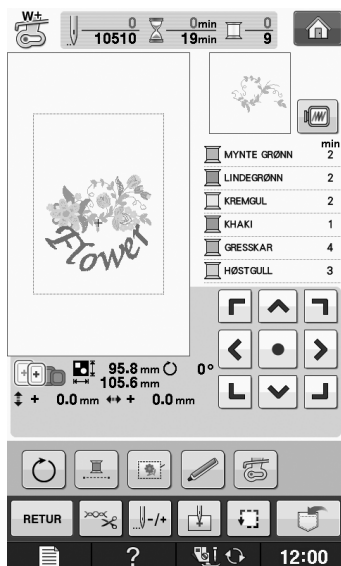 W+
0 0min 0
10510 19min 9
min
MYNTE GRØNN 2
LINDEGRØNN 2
KREMGUL 2
KHAKI 1
GRESSKAR 4
HØSTGULL 3
Flower
95.8 mm 0°
105.6 mm
+ 0.0 mm + 0.0 mm
RETUR -/+
? 12:00